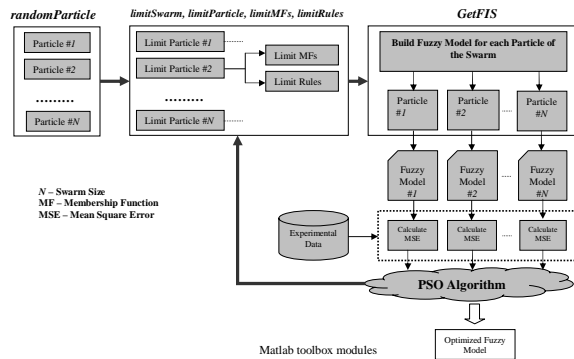 randomParticle
Particle #1
Particle #2
.........
Particle #N
limitSwarm, limitParticle, limitMFs, limitRules
Limit Particle #1 ........
Limit Particle #2
Limit MFs
Limit Rules
.........
Limit Particle #N ........
GetFIS
Build Fuzzy Model for each Particle of
the Swarm
Particle
#1
Particle
#2
.....
Particle
#N
Fuzzy
Model
#1
Fuzzy
Model
#2
.....
Fuzzy
Model
#N
N – Swarm Size
MF – Membership Function
MSE – Mean Square Error
Experimental
Data
Calculate
MSE
Calculate
MSE
.....
Calculate
MSE
PSO Algorithm
Optimized Fuzzy
Model
Matlab toolbox modules